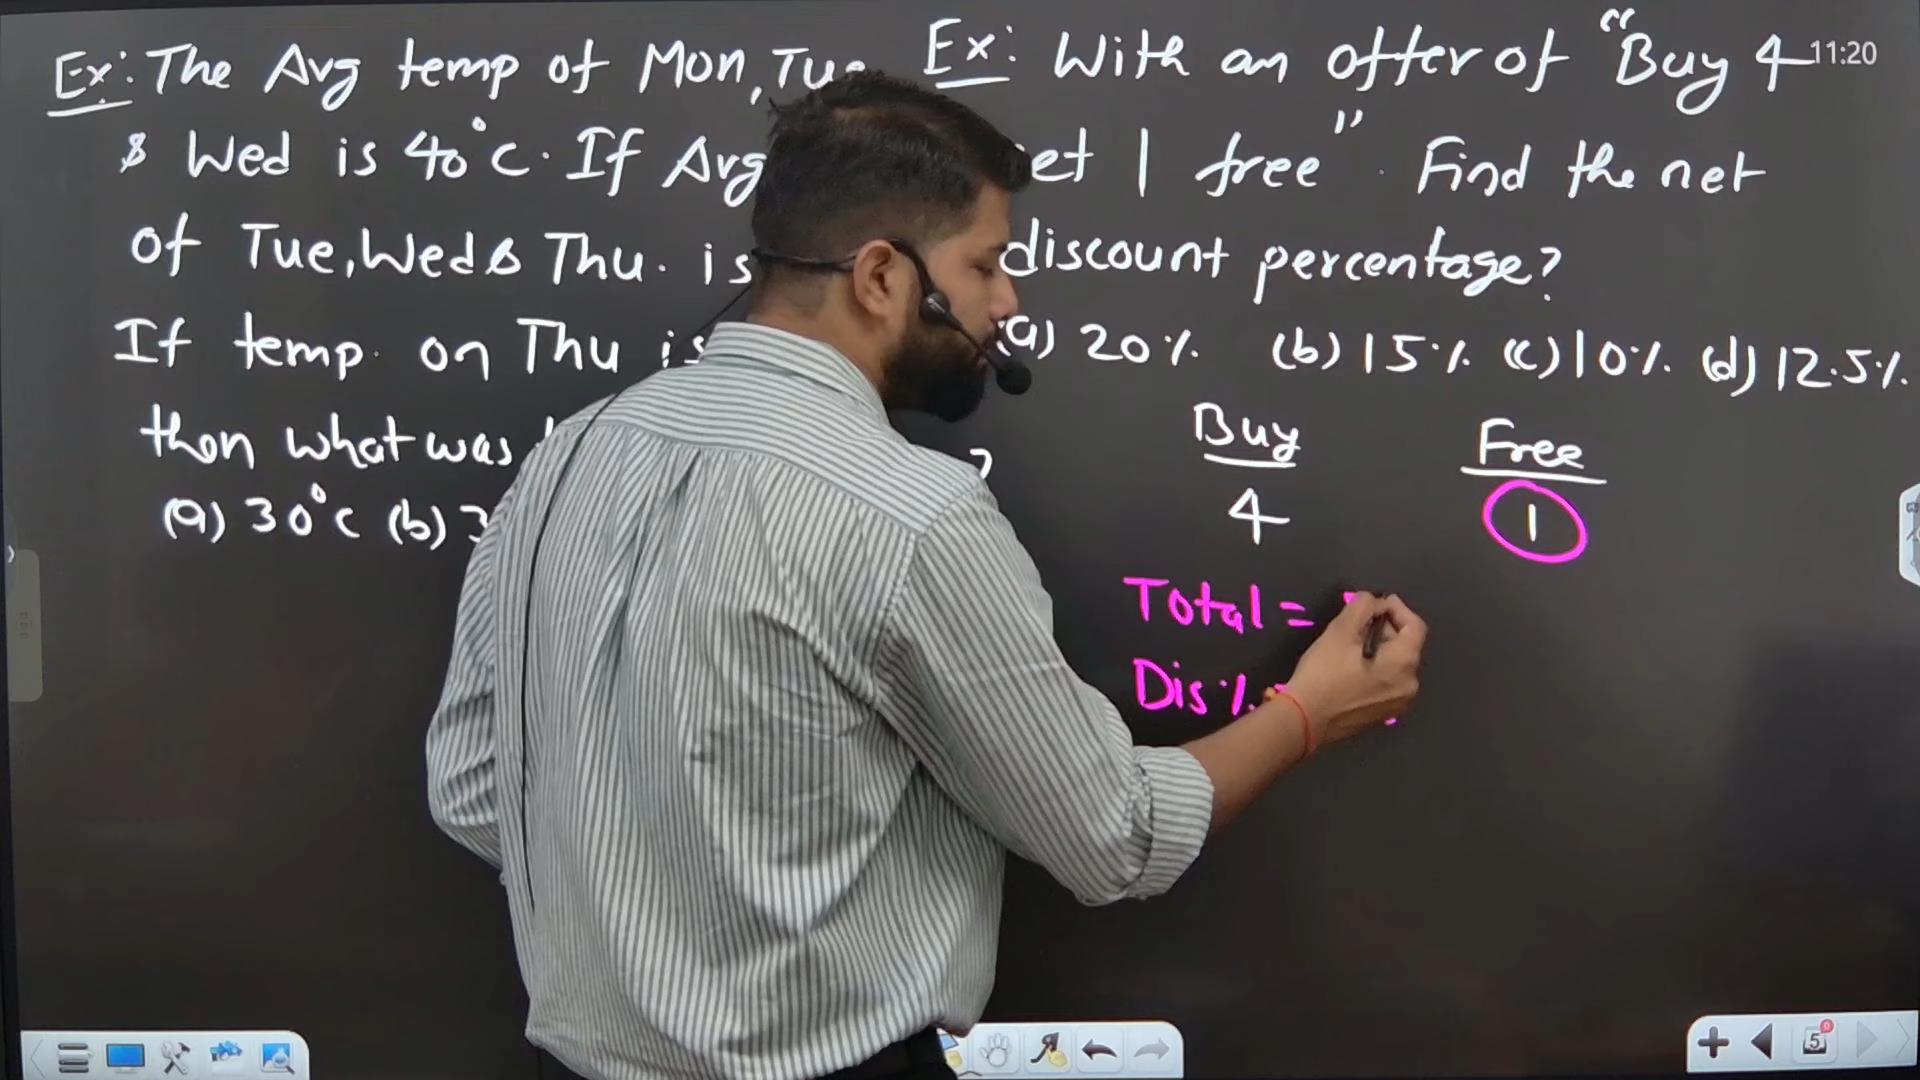 Ex: The Avg temp of Mon, Tue
& Wed is 40°C. If Avg
of Tue, Wed & Thu. is
If temp. on Thu is
then what was ?
(a) 30°C (b) 3
Ex: With an offer of "Buy 4
et 1 free". Find the net
discount percentage?
(a) 20% (b) 15% (c) 10% (d) 12.5%
Buy Free
4 1
Total =
Dis %
11:20
5